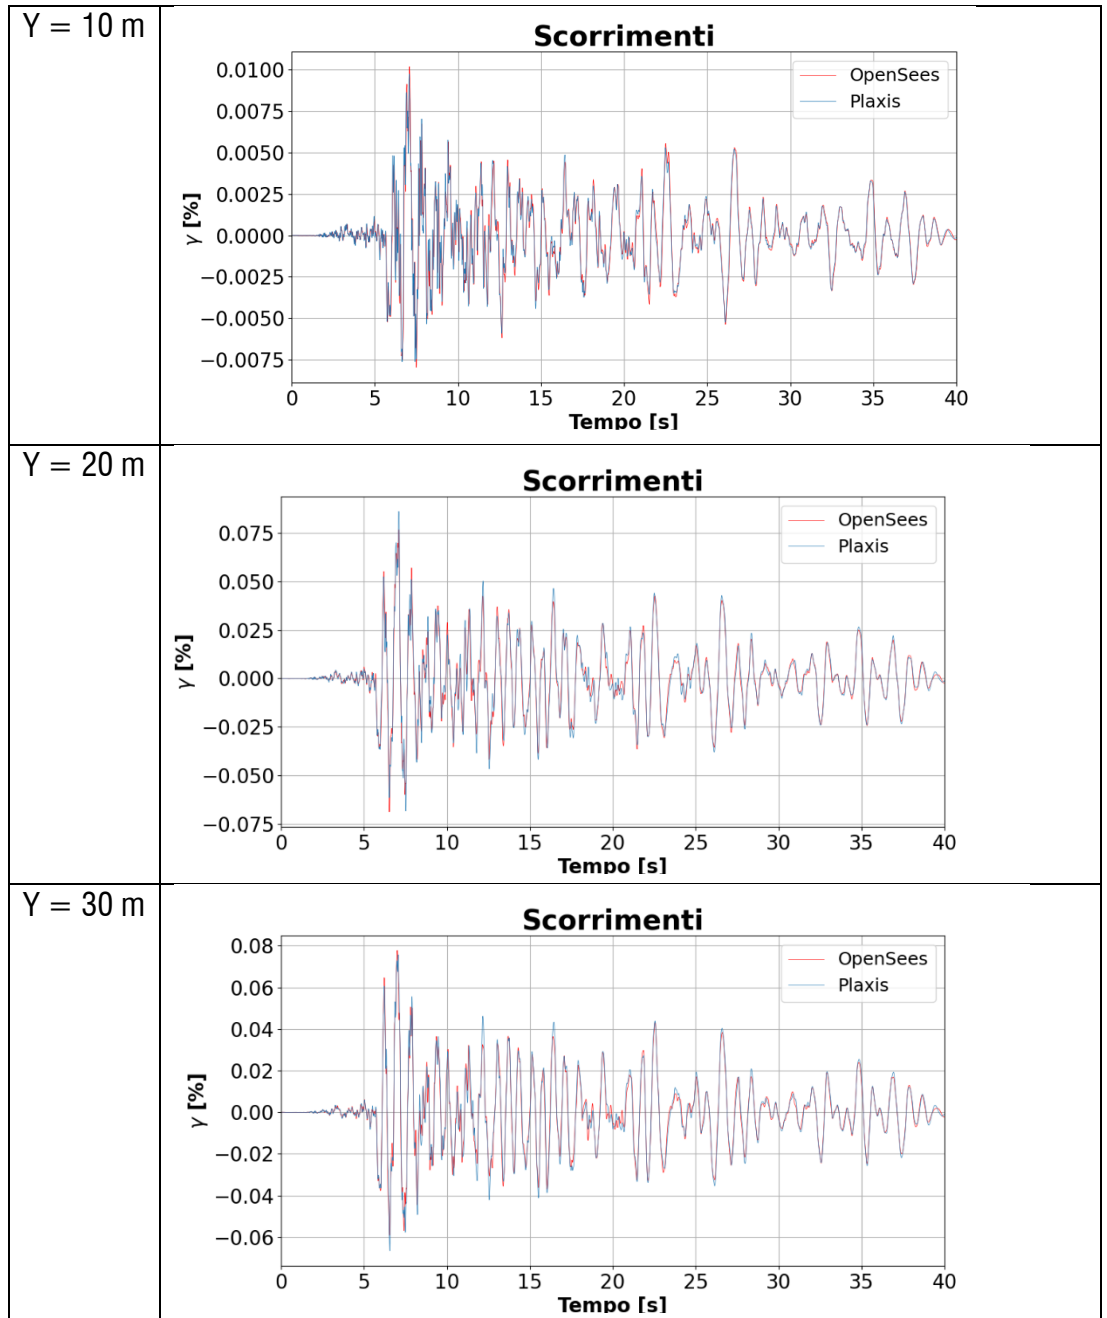 Y = 10 m
Scorrimenti
OpenSees
Plaxis
0.0100
0.0075
0.0050
0.0025
0.0000
−0.0025
−0.0050
−0.0075
γ [%]
0 5 10 15 20 25 30 35 40
Tempo [s]
Y = 20 m
Scorrimenti
OpenSees
Plaxis
0.075
0.050
0.025
0.000
−0.025
−0.050
−0.075
γ [%]
0 5 10 15 20 25 30 35 40
Tempo [s]
Y = 30 m
Scorrimenti
OpenSees
Plaxis
0.08
0.06
0.04
0.02
0.00
−0.02
−0.04
−0.06
γ [%]
0 5 10 15 20 25 30 35 40
Tempo [s]